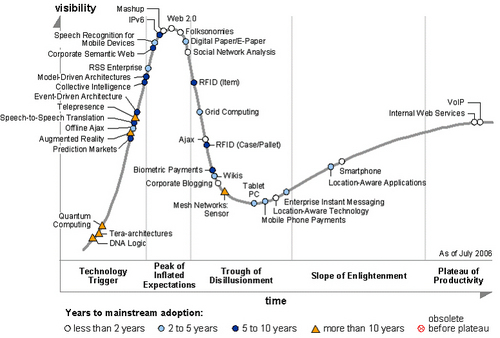 visibility
Mashup
Web 2.0
IPv6
Folksonomies
Speech Recognition for
Mobile Devices
Digital Paper/E-Paper
Corporate Semantic Web
Social Network Analysis
RSS Enterprise
Model-Driven Architectures
RFID (Item)
Collective Intelligence
Event-Driven Architecture
Telepresence
Grid Computing
Speech-to-Speech Translation
Offline Ajax
Augmented Reality
Ajax
RFID (Case/Pallet)
Prediction Markets
VoIP
Internal Web Services
Biometric Payments
Wikis
Corporate Blogging
Smartphone
Location-Aware Applications
Tablet
PC
Mesh Networks:
Sensor
Enterprise Instant Messaging
Location-Aware Technology
Mobile Phone Payments
Quantum
Computing
Tera-architectures
DNA Logic
As of July 2006
Technology
Trigger
Peak of
Inflated
Expectations
Trough of
Disillusionment
Slope of Enlightenment
Plateau of
Productivity
time
Years to mainstream adoption:
less than 2 years
2 to 5 years
5 to 10 years
more than 10 years
obsolete
before plateau